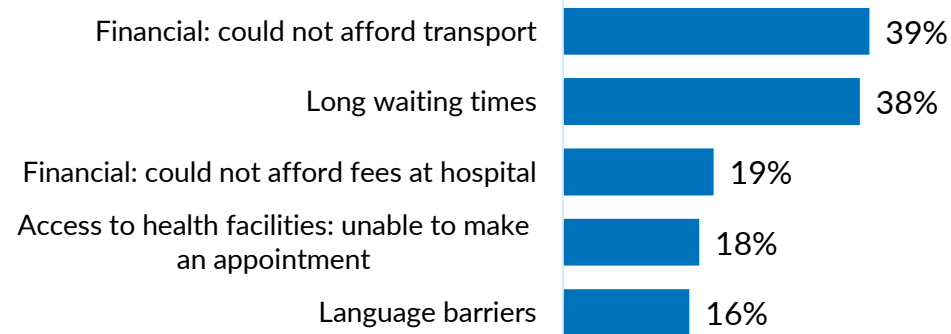 Financial: could not afford transport 39%
Long waiting times 38%
Financial: could not afford fees at hospital 19%
Access to health facilities: unable to make
an appointment 18%
Language barriers 16%